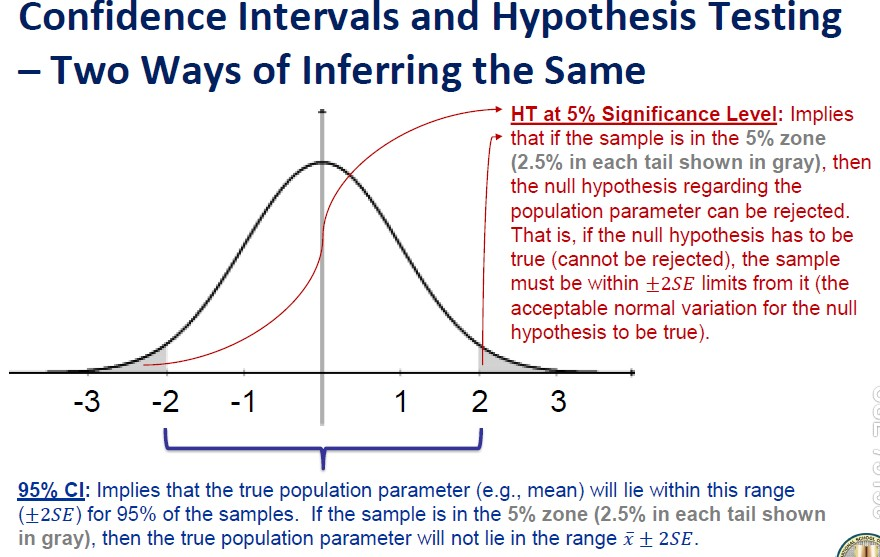 Confidence Intervals and Hypothesis Testing
– Two Ways of Inferring the Same
HT at 5% Significance Level: Implies
that if the sample is in the 5% zone
(2.5% in each tail shown in gray), then
the null hypothesis regarding the
population parameter can be rejected.
That is, if the null hypothesis has to be
true (cannot be rejected), the sample
must be within ±2SE limits from it (the
acceptable normal variation for the null
hypothesis to be true).
-3 -2 -1 1 2 3
95% CI: Implies that the true population parameter (e.g., mean) will lie within this range
(±2SE) for 95% of the samples. If the sample is in the 5% zone (2.5% in each tail shown
in gray), then the true population parameter will not lie in the range x̄ ± 2SE.